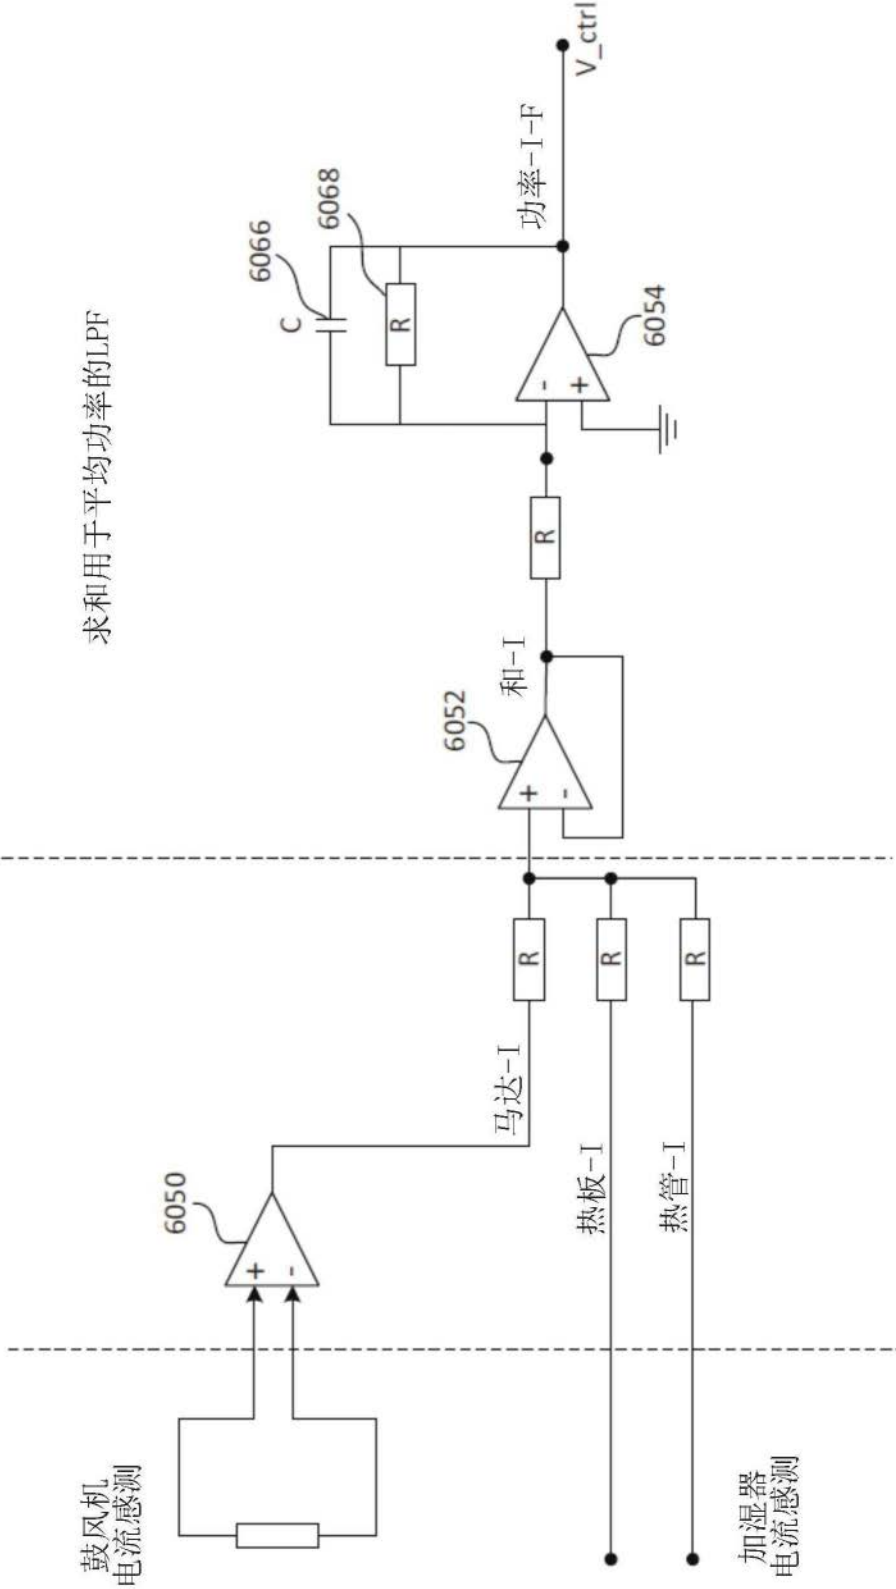 求和用于平均功率的LPF
鼓风机
电流感测
6050
+
-
马达-I
热板-I
热管-I
加湿器
电流感测
R
R
R
6052
+
-
和-I
R
6066
C
6068
R
-
+
6054
功率-I-F
V_ctrl